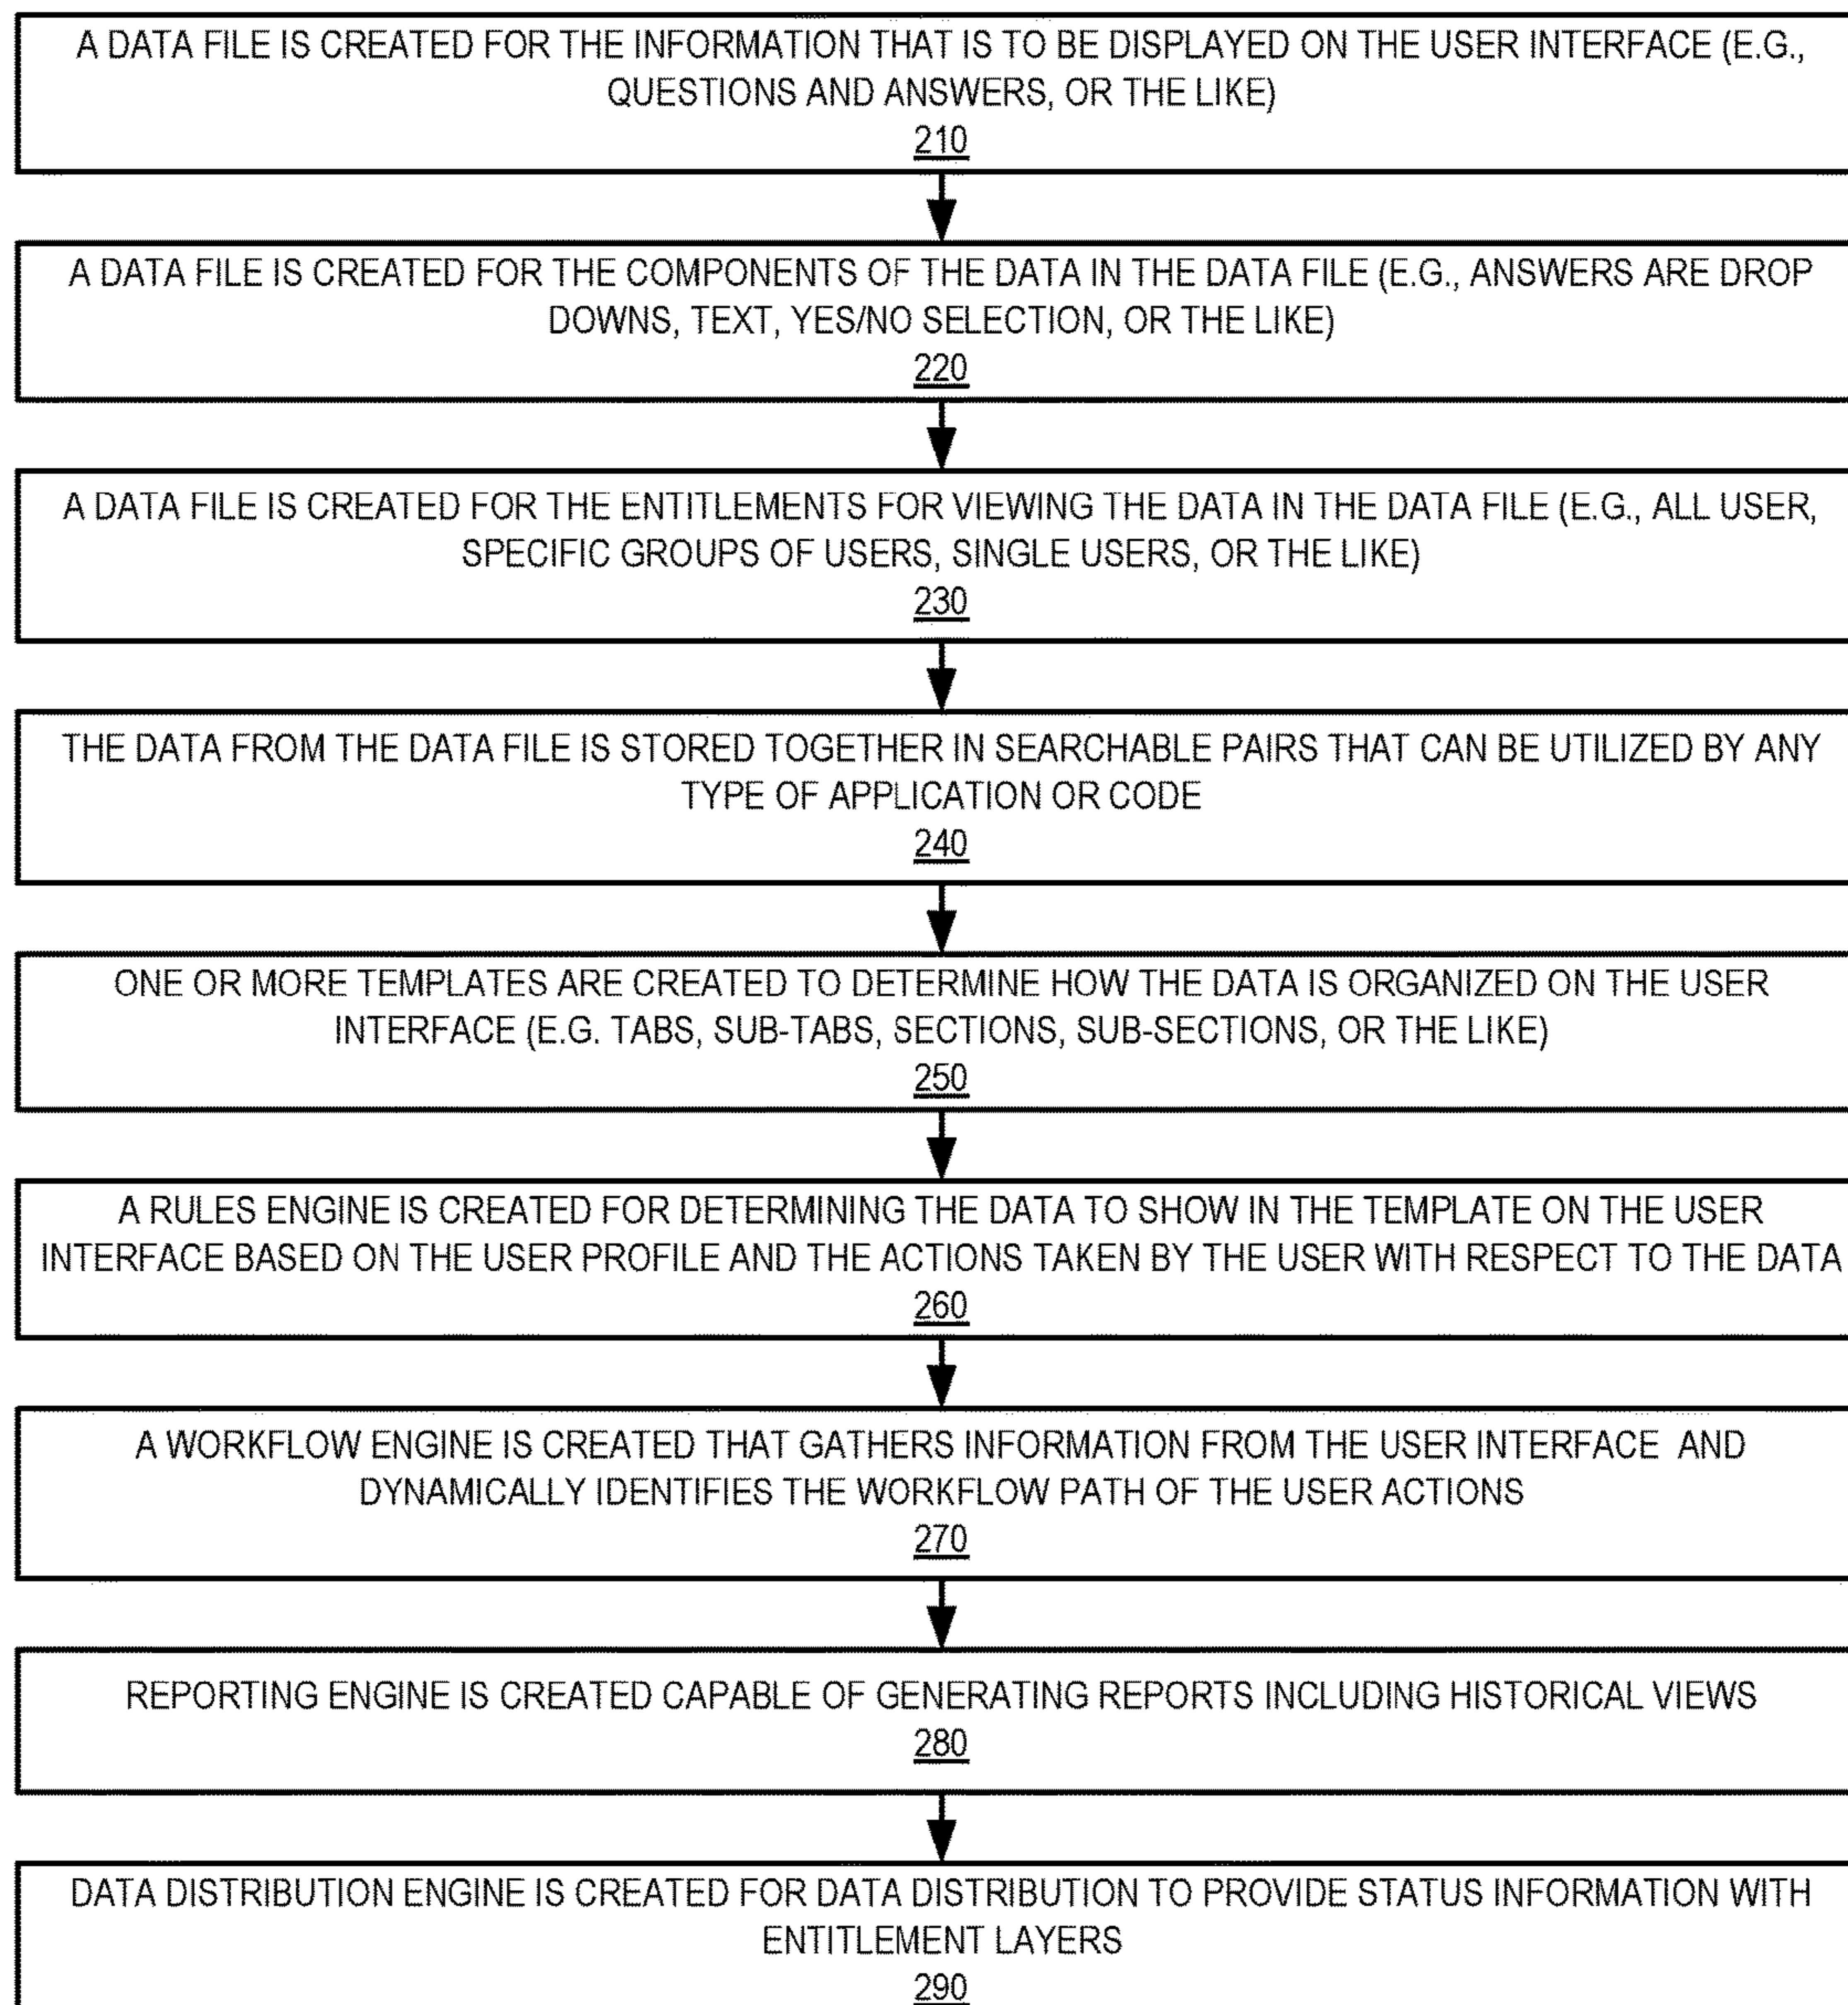 A DATA FILE IS CREATED FOR THE INFORMATION THAT IS TO BE DISPLAYED ON THE USER INTERFACE (E.G.,
QUESTIONS AND ANSWERS, OR THE LIKE)
210
A DATA FILE IS CREATED FOR THE COMPONENTS OF THE DATA IN THE DATA FILE (E.G., ANSWERS ARE DROP
DOWNS, TEXT, YES/NO SELECTION, OR THE LIKE)
220
A DATA FILE IS CREATED FOR THE ENTITLEMENTS FOR VIEWING THE DATA IN THE DATA FILE (E.G., ALL USER,
SPECIFIC GROUPS OF USERS, SINGLE USERS, OR THE LIKE)
230
THE DATA FROM THE DATA FILE IS STORED TOGETHER IN SEARCHABLE PAIRS THAT CAN BE UTILIZED BY ANY
TYPE OF APPLICATION OR CODE
240
ONE OR MORE TEMPLATES ARE CREATED TO DETERMINE HOW THE DATA IS ORGANIZED ON THE USER
INTERFACE (E.G. TABS, SUB-TABS, SECTIONS, SUB-SECTIONS, OR THE LIKE)
250
A RULES ENGINE IS CREATED FOR DETERMINING THE DATA TO SHOW IN THE TEMPLATE ON THE USER
INTERFACE BASED ON THE USER PROFILE AND THE ACTIONS TAKEN BY THE USER WITH RESPECT TO THE DATA
260
A WORKFLOW ENGINE IS CREATED THAT GATHERS INFORMATION FROM THE USER INTERFACE AND
DYNAMICALLY IDENTIFIES THE WORKFLOW PATH OF THE USER ACTIONS
270
REPORTING ENGINE IS CREATED CAPABLE OF GENERATING REPORTS INCLUDING HISTORICAL VIEWS
280
DATA DISTRIBUTION ENGINE IS CREATED FOR DATA DISTRIBUTION TO PROVIDE STATUS INFORMATION WITH
ENTITLEMENT LAYERS
290